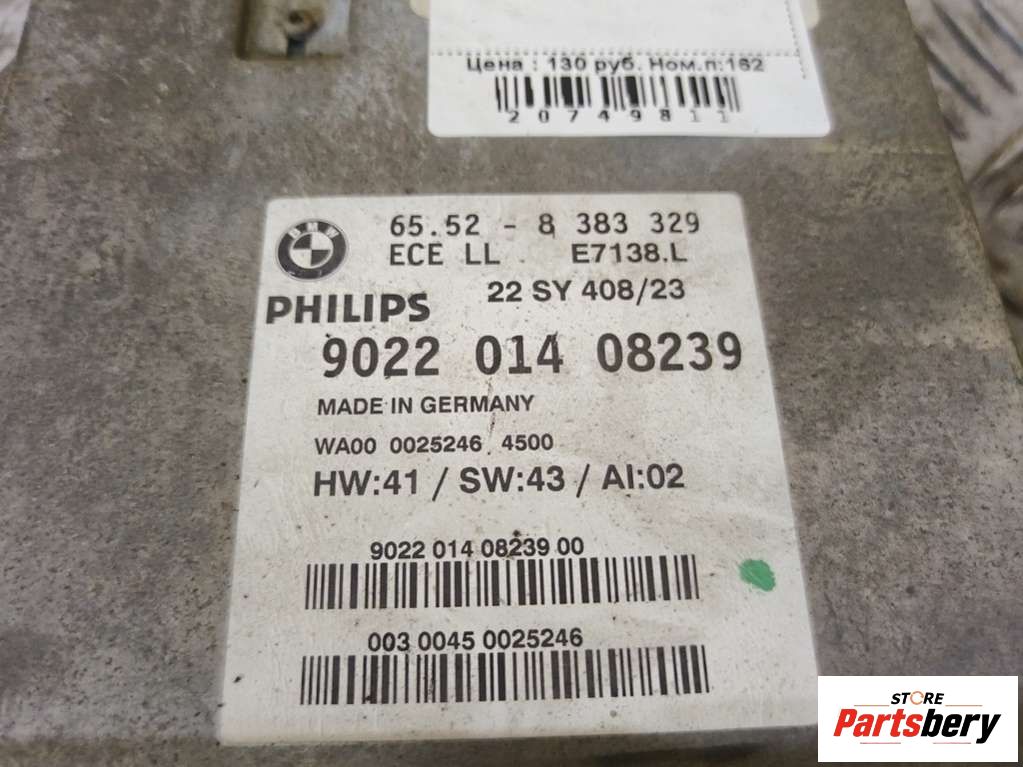 Цена : 130 руб. Ном.п:162
20749811
BMW
65.52 - 8 383 329
ECE LL E7138.L
22 SY 408/23
PHILIPS
9022 014 08239
MADE IN GERMANY
WA00 0025246 4500
HW:41 / SW:43 / AI:02
9022 014 08239 00
003 0045 0025246
STORE
Partsbery